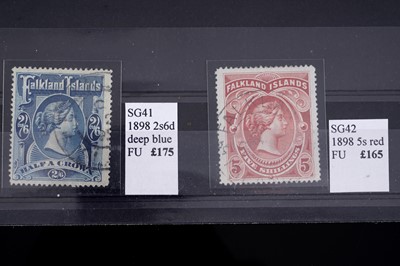 Falkland Islands
2/6
2/6
HALF A CROWN
2/6
SG41
1898 2s6d
deep blue
FU £175
FALKLAND ISLANDS
FIVE SHILLINGS
5
5
SG42
1898 5s red
FU £165